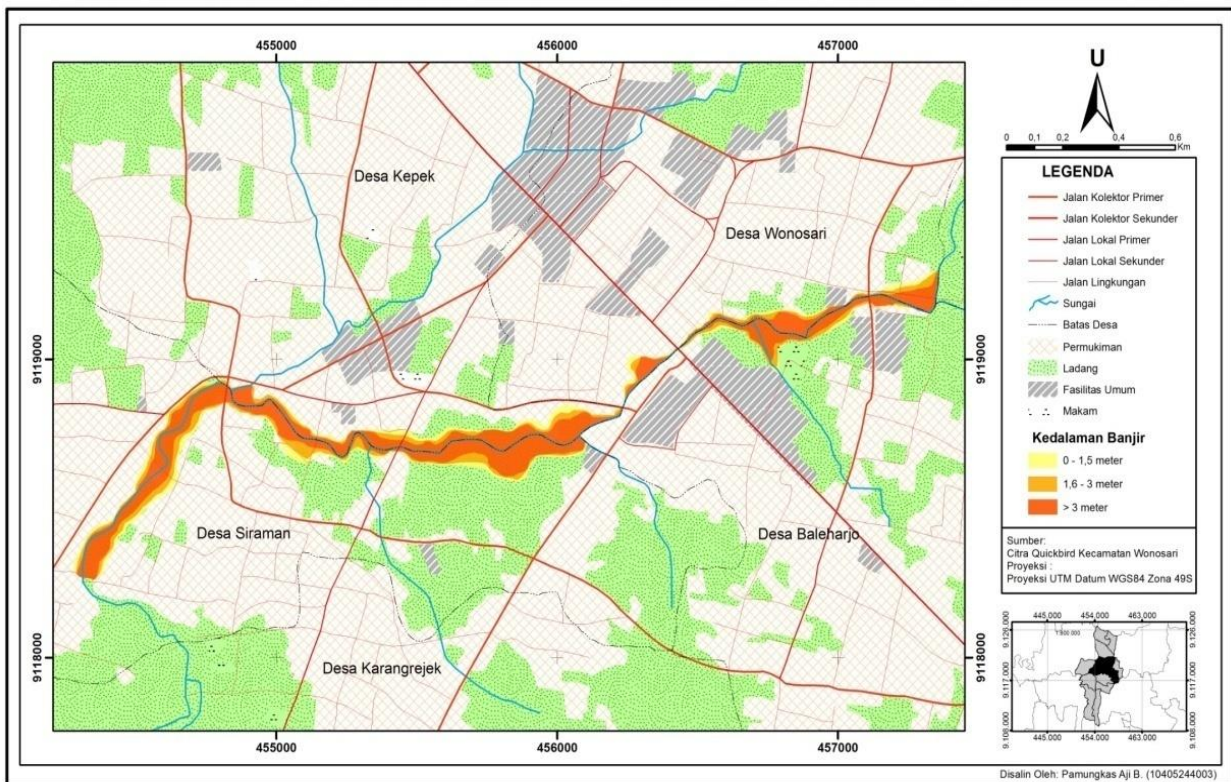 455000
456000
457000
9119000
9118000
Desa Kepek
Desa Wonosari
Desa Siraman
Desa Baleharjo
Desa Karangrejek
9119000
9118000
455000
456000
457000
U
0 0,1 0,2 0,4 0,6
Km
LEGENDA
Jalan Kolektor Primer
Jalan Kolektor Sekunder
Jalan Lokal Primer
Jalan Lokal Sekunder
Jalan Lingkungan
Sungai
Batas Desa
Permukiman
Ladang
Fasilitas Umum
Makam
Kedalaman Banjir
0 - 1,5 meter
1,6 - 3 meter
> 3 meter
Sumber:
Citra Quickbird Kecamatan Wonosari
Proyeksi :
Proyeksi UTM Datum WGS84 Zona 49S
445.000 454.000 463.000
9.126.000
9.117.000
9.108.000
9.126.000
9.117.000
9.108.000
445.000 454.000 463.000
Disalin Oleh: Pamungkas Aji B. (10405244003)